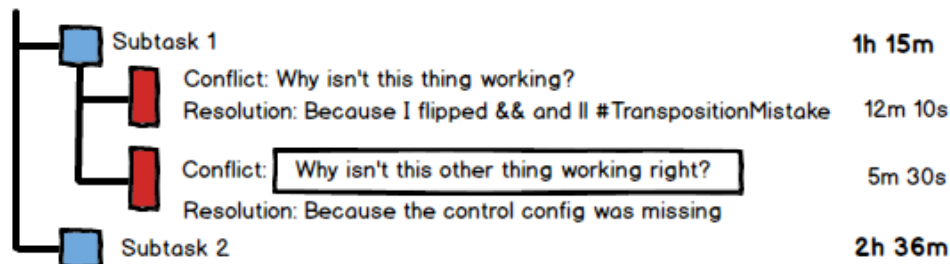 Subtask 1 1h 15m
Conflict: Why isn't this thing working?
Resolution: Because I flipped && and || #TranspositionMistake 12m 10s
Conflict: Why isn't this other thing working right? 5m 30s
Resolution: Because the control config was missing
Subtask 2 2h 36m